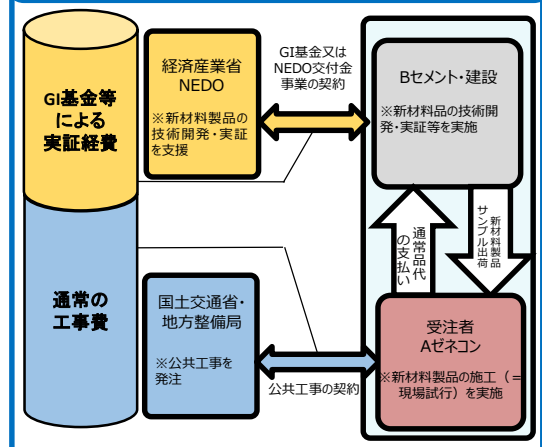 GI基金等
による
実証経費
通常の
工事費
経済産業省
NEDO
※新材料製品の
技術開発・実証
を支援
GI基金又は
NEDO交付金
事業の契約
Bセメント・建設
※新材料品の技術開
発・実証等を実施
通常品代
の支払い
新材料製品
サンプル出荷
国土交通省・
地方整備局
※公共工事を
発注
公共工事の契約
受注者
Aゼネコン
※新材料製品の施工（＝
現場試行）を実施